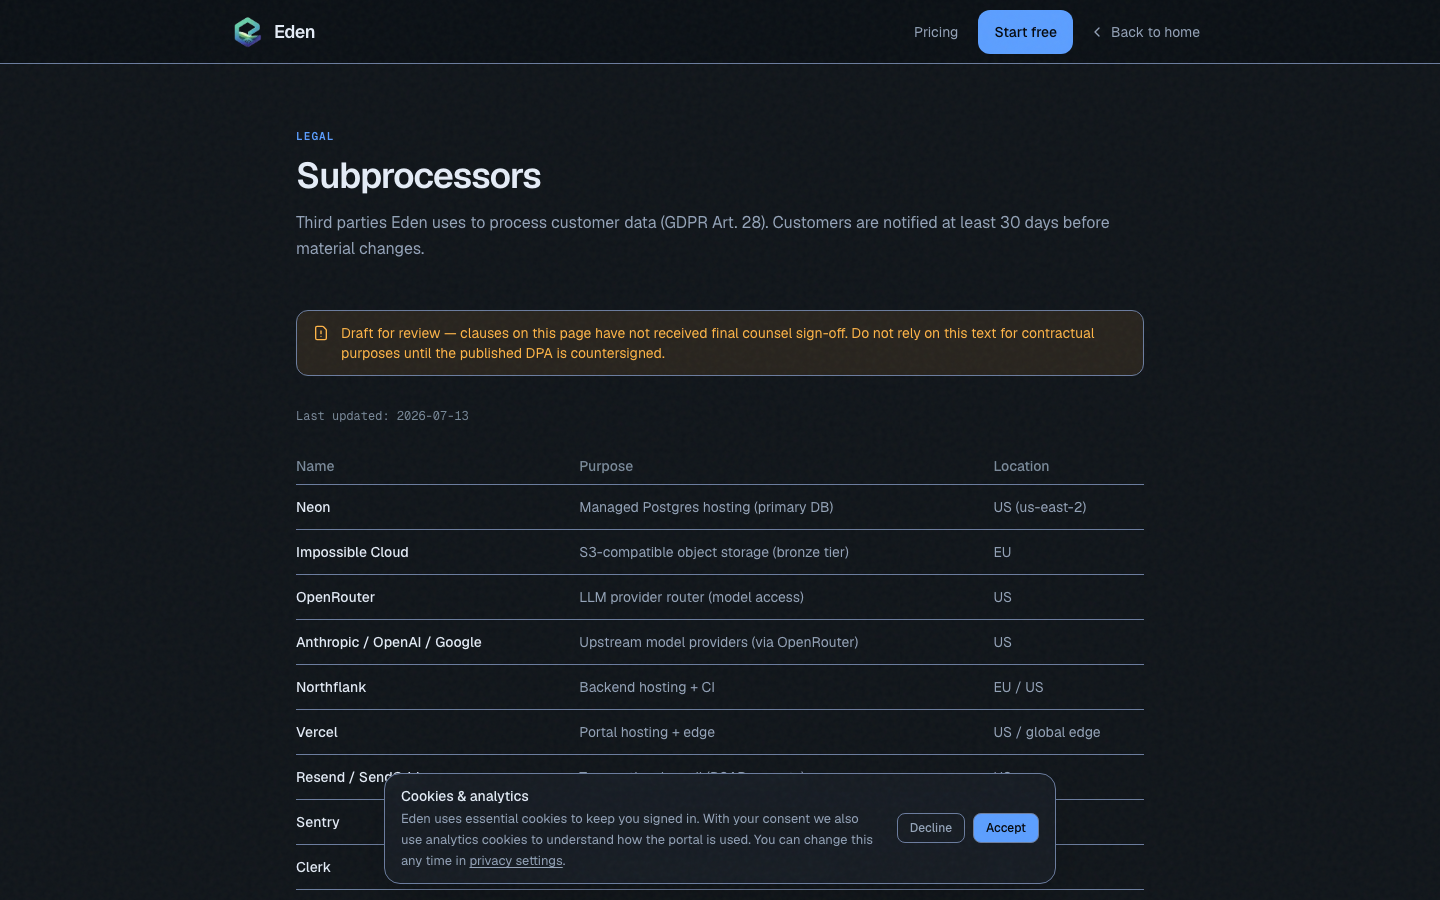 Eden
Pricing
Start free
Back to home
LEGAL
Subprocessors
Third parties Eden uses to process customer data (GDPR Art. 28). Customers are notified at least 30 days before
material changes.
Draft for review — clauses on this page have not received final counsel sign-off. Do not rely on this text for contractual
purposes until the published DPA is countersigned.
Last updated: 2026-07-13
Name Purpose Location
Neon Managed Postgres hosting (primary DB) US (us-east-2)
Impossible Cloud S3-compatible object storage (bronze tier) EU
OpenRouter LLM provider router (model access) US
Anthropic / OpenAI / Google Upstream model providers (via OpenRouter) US
Northflank Backend hosting + CI EU / US
Vercel Portal hosting + edge US / global edge
Resend /
Sentry
Clerk
Cookies & analytics
Eden uses essential cookies to keep you signed in. With your consent we also
use analytics cookies to understand how the portal is used. You can change this
any time in privacy settings.
Decline
Accept